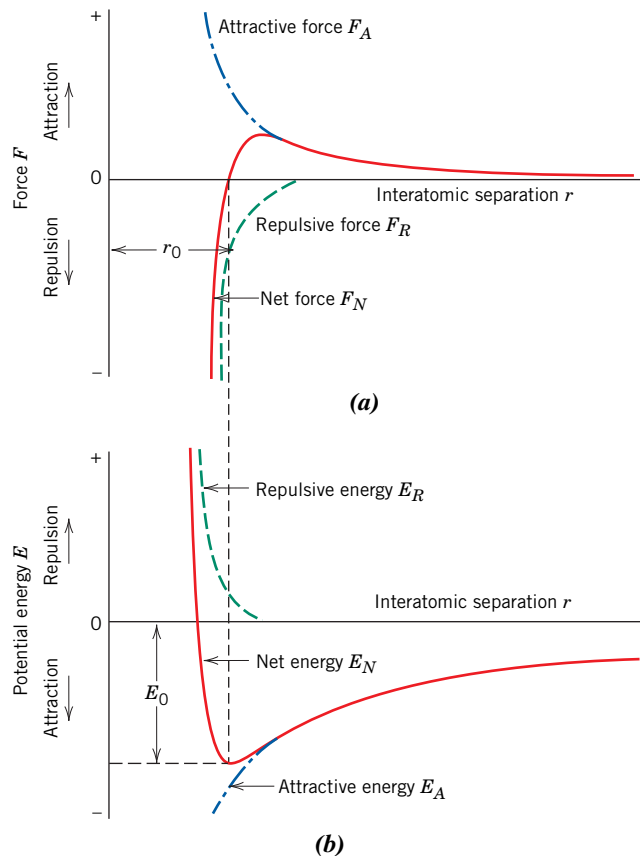 +
Attractive force F_A
Attraction
Force F
0
Interatomic separation r
Repulsive force F_R
Repulsion
r_0
Net force F_N
–
(a)
+
Repulsive energy E_R
Repulsion
Potential energy E
Interatomic separation r
0
Net energy E_N
Attraction
E_0
Attractive energy E_A
–
(b)